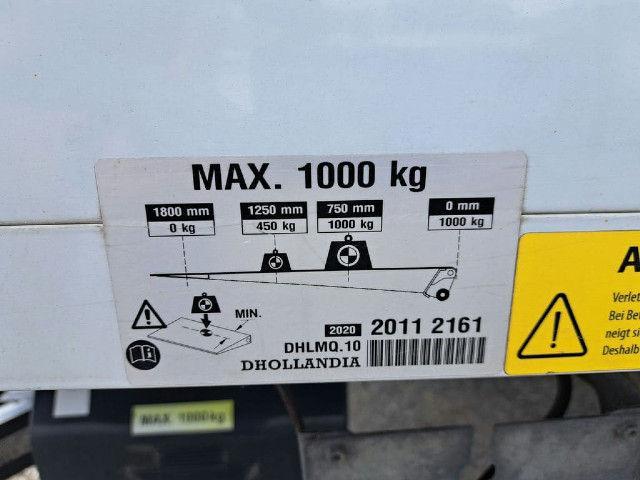 MAX. 1000 kg
1800 mm
0 kg
1250 mm
450 kg
750 mm
1000 kg
0 mm
1000 kg
MIN.
2020 2011 2161
DHLMQ.10
DHOLLANDIA
Verlet
Bei Bet
neigt si
Deshalb
MAX. 1000kg